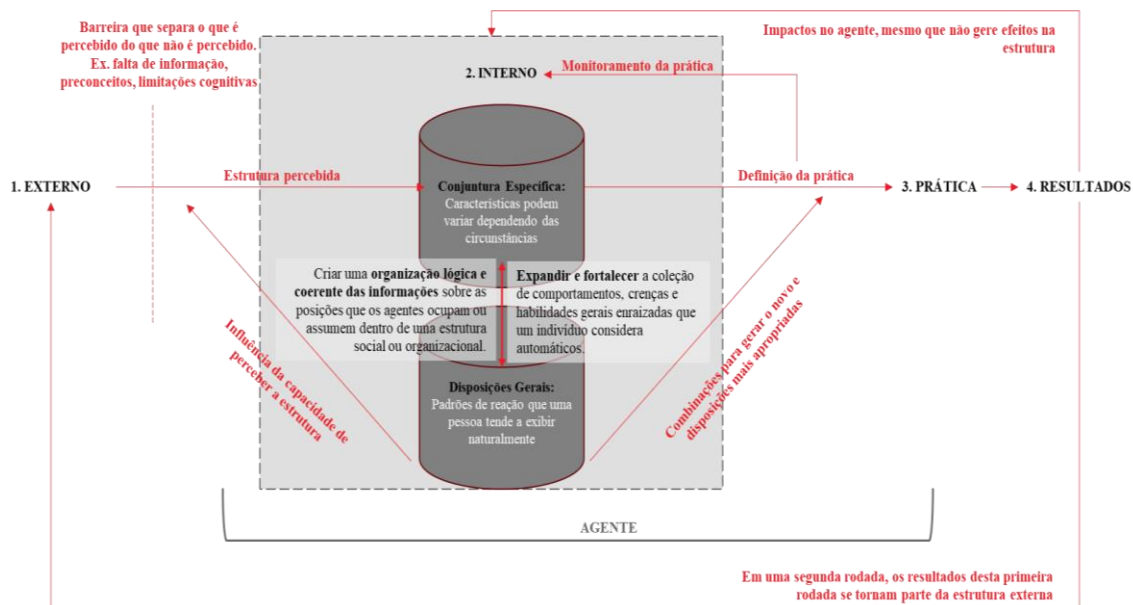 Barreira que separa o que é
percebido do que não é percebido.
Ex. falta de informação,
preconceitos, limitações cognitivas
Impactos no agente, mesmo que não gere efeitos na
estrutura
2. INTERNO
Monitoramento da prática
1. EXTERNO
Estrutura percebida
Conjuntura Específica:
Características podem
variar dependendo das
circunstâncias
Definição da prática
3. PRÁTICA
4. RESULTADOS
Criar uma organização lógica e
coerente das informações sobre as
posições que os agentes ocupam ou
assumem dentro de uma estrutura
social ou organizacional.
Expandir e fortalecer a coleção
de comportamentos, crenças e
habilidades gerais enraizadas que
um indivíduo considera
automáticos.
Influência da capacidade de
perceber a estrutura
Combinações para gerar o novo e
disposições mais apropriadas
Disposições Gerais:
Padrões de reação que uma
pessoa tende a exibir
naturalmente
AGENTE
Em uma segunda rodada, os resultados desta primeira
rodada se tornam parte da estrutura externa